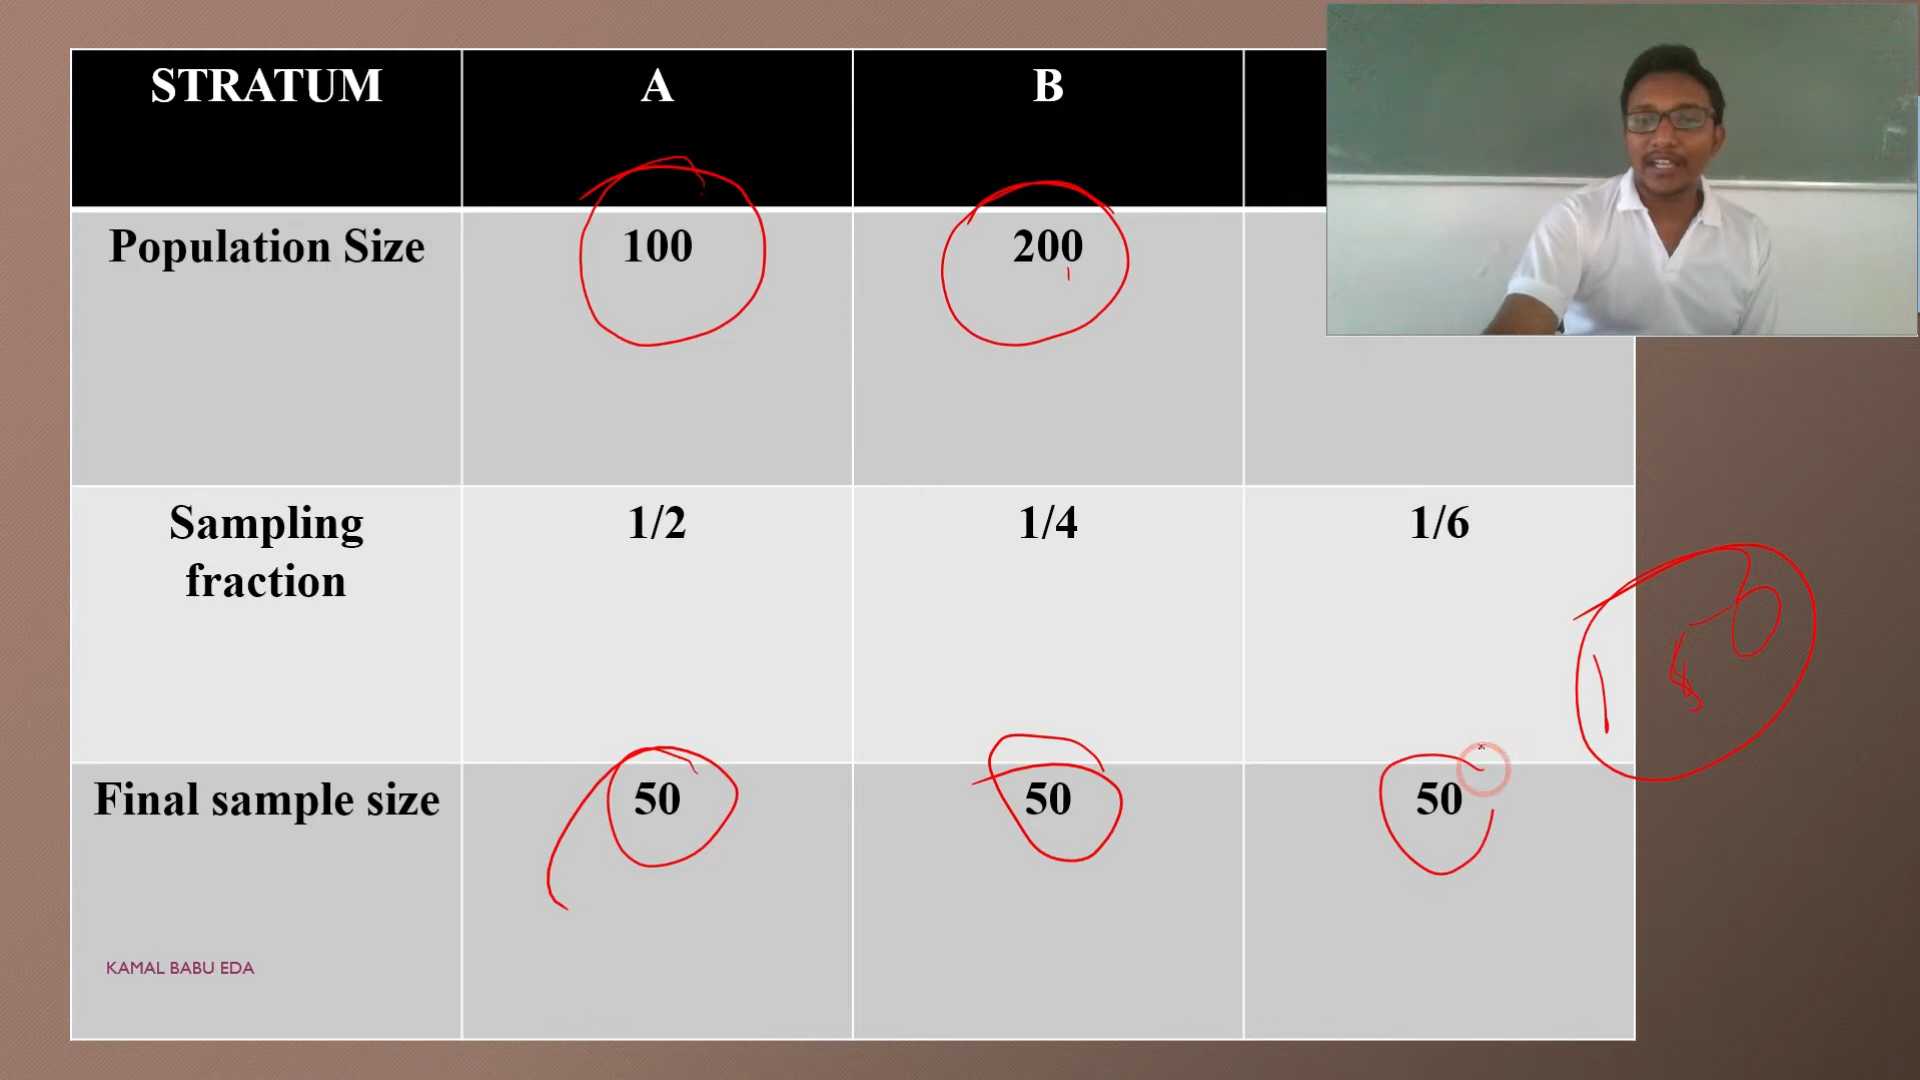 STRATUM A B
Population Size 100 200
Sampling 1/2 1/4 1/6
fraction
150
Final sample size 50 50 50
KAMAL BABU EDA